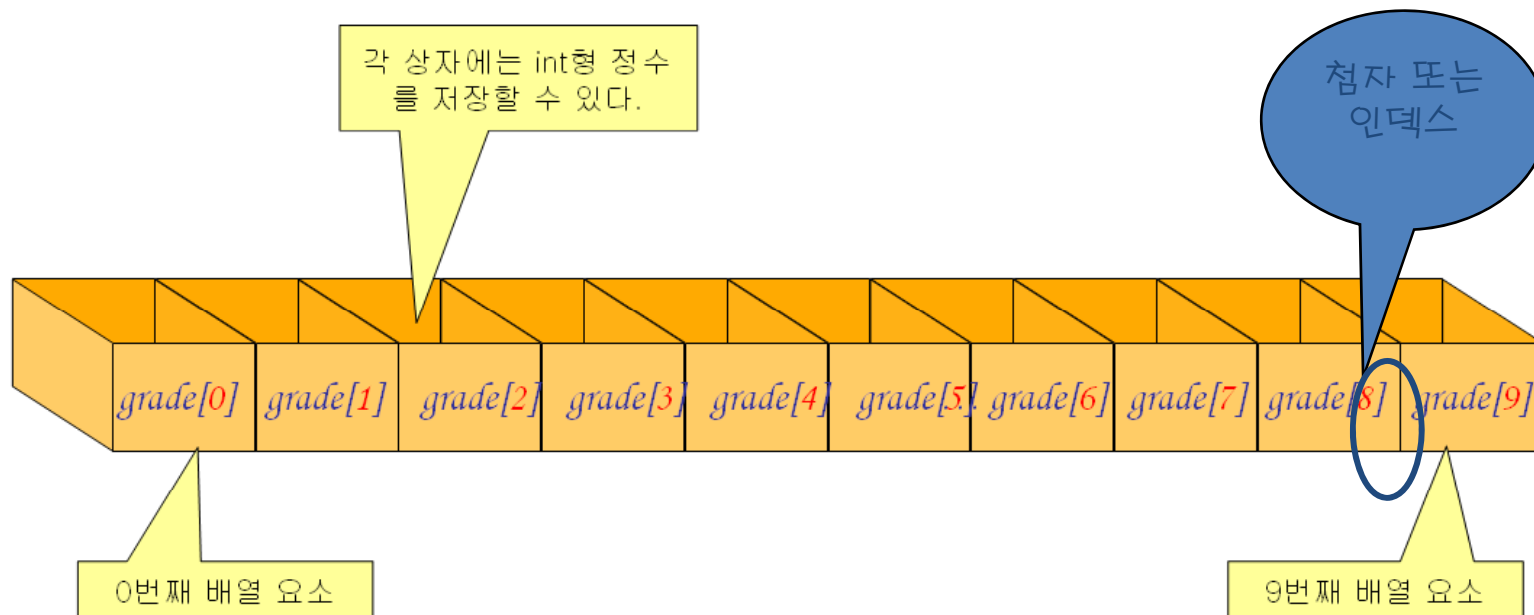 각 상자에는 int형 정수
를 저장할 수 있다.
첨자 또는
인덱스
grade[0] grade[1] grade[2] grade[3] grade[4] grade[5]. grade[6] grade[7] grade[8] grade[9]
0번째 배열 요소
9번째 배열 요소